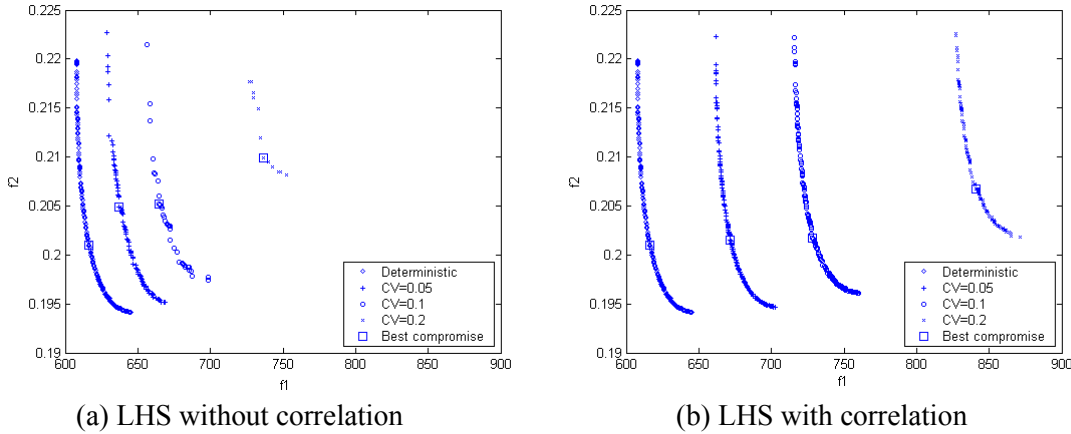 0.225
0.22
0.215
0.21
0.205
0.2
0.195
0.19
f2
600 650 700 750 800 850 900
f1
Deterministic
CV=0.05
CV=0.1
CV=0.2
Best compromise
(a) LHS without correlation
0.225
0.22
0.215
0.21
0.205
0.2
0.195
0.19
f2
600 650 700 750 800 850 900
f1
Deterministic
CV=0.05
CV=0.1
CV=0.2
Best compromise
(b) LHS with correlation